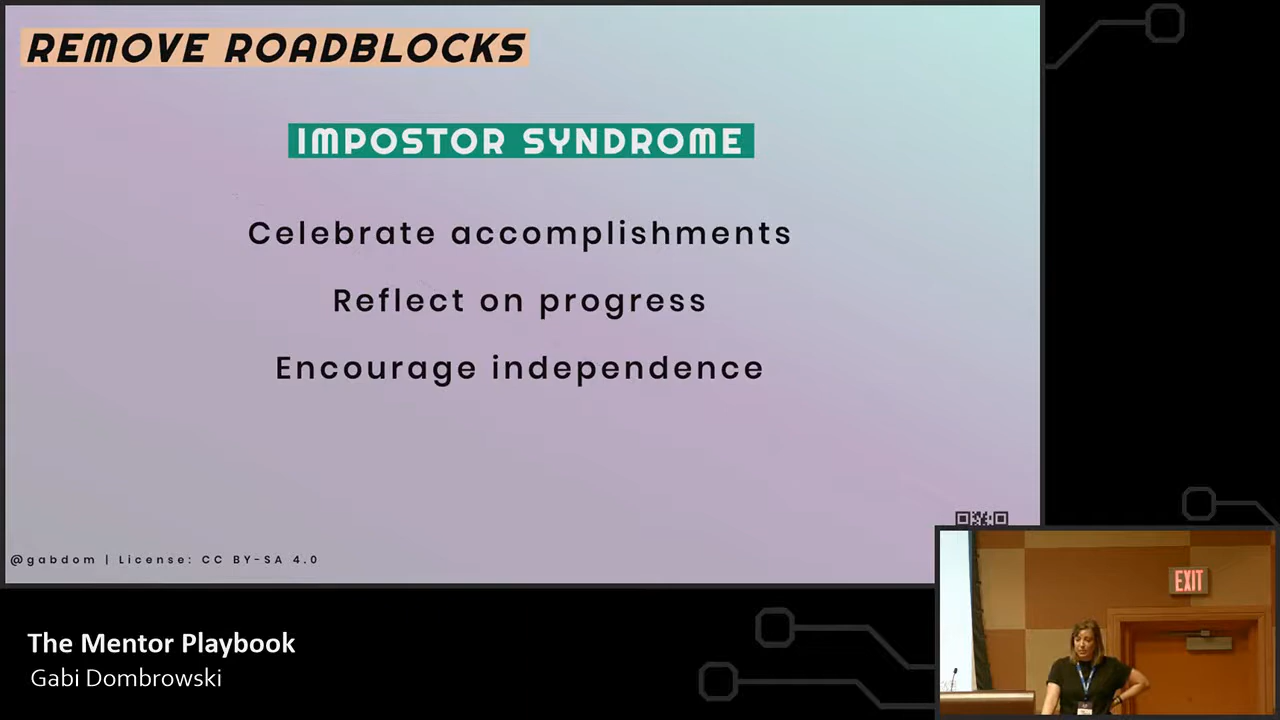 REMOVE ROADBLOCKS
IMPOSTOR SYNDROME
Celebrate accomplishments
Reflect on progress
Encourage independence
@gabdom | License: CC BY-SA 4.0
EXIT
The Mentor Playbook
Gabi Dombrowski